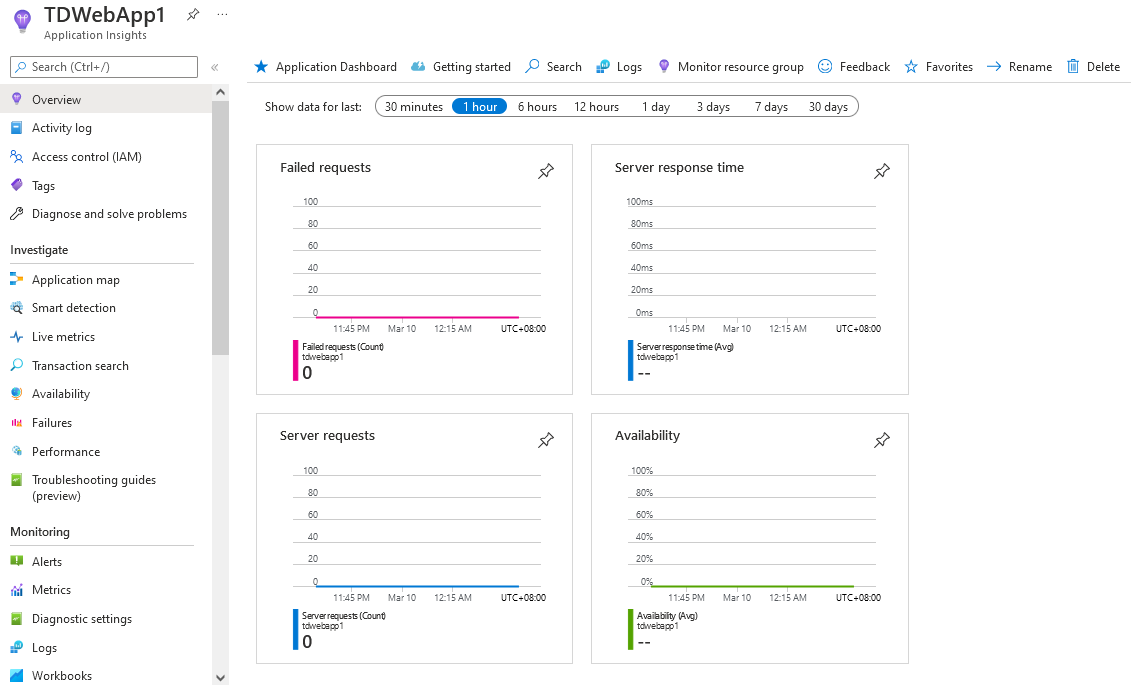 TDWebApp1
...
Application Insights
Search (Ctrl+/)
«
Overview
Activity log
Access control (IAM)
Tags
Diagnose and solve problems
Investigate
Application map
Smart detection
Live metrics
Transaction search
Availability
Failures
Performance
Troubleshooting guides
(preview)
Monitoring
Alerts
Metrics
Diagnostic settings
Logs
Workbooks
Application Dashboard Getting started Search Logs Monitor resource group Feedback Favorites Rename Delete
Show data for last: 30 minutes 1 hour 6 hours 12 hours 1 day 3 days 7 days 30 days
Failed requests
100
80
60
40
20
0
11:45 PM Mar 10 12:15 AM UTC+08:00
Failed requests (Count)
tdwebapp1
0
Server response time
100ms
80ms
60ms
40ms
20ms
0ms
11:45 PM Mar 10 12:15 AM UTC+08:00
Server response time (Avg)
tdwebapp1
--
Server requests
100
80
60
40
20
0
11:45 PM Mar 10 12:15 AM UTC+08:00
Server requests (Count)
tdwebapp1
0
Availability
100%
80%
60%
40%
20%
0%
11:45 PM Mar 10 12:15 AM UTC+08:00
Availability (Avg)
tdwebapp1
--